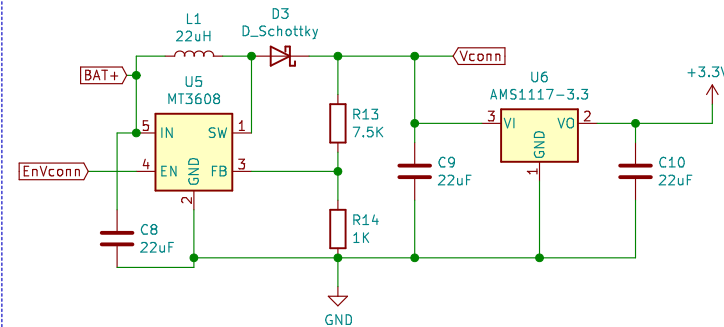 L1
22uH
D3
D_Schottky
BAT+
Vconn
+3.3V
U5
MT3608
U6
AMS1117-3.3
5
IN
SW
1
R13
7.5K
3
VI
VO
2
GND
1
EnVconn
4
EN
GND
FB
3
2
C9
22uF
C10
22uF
C8
22uF
R14
1K
GND